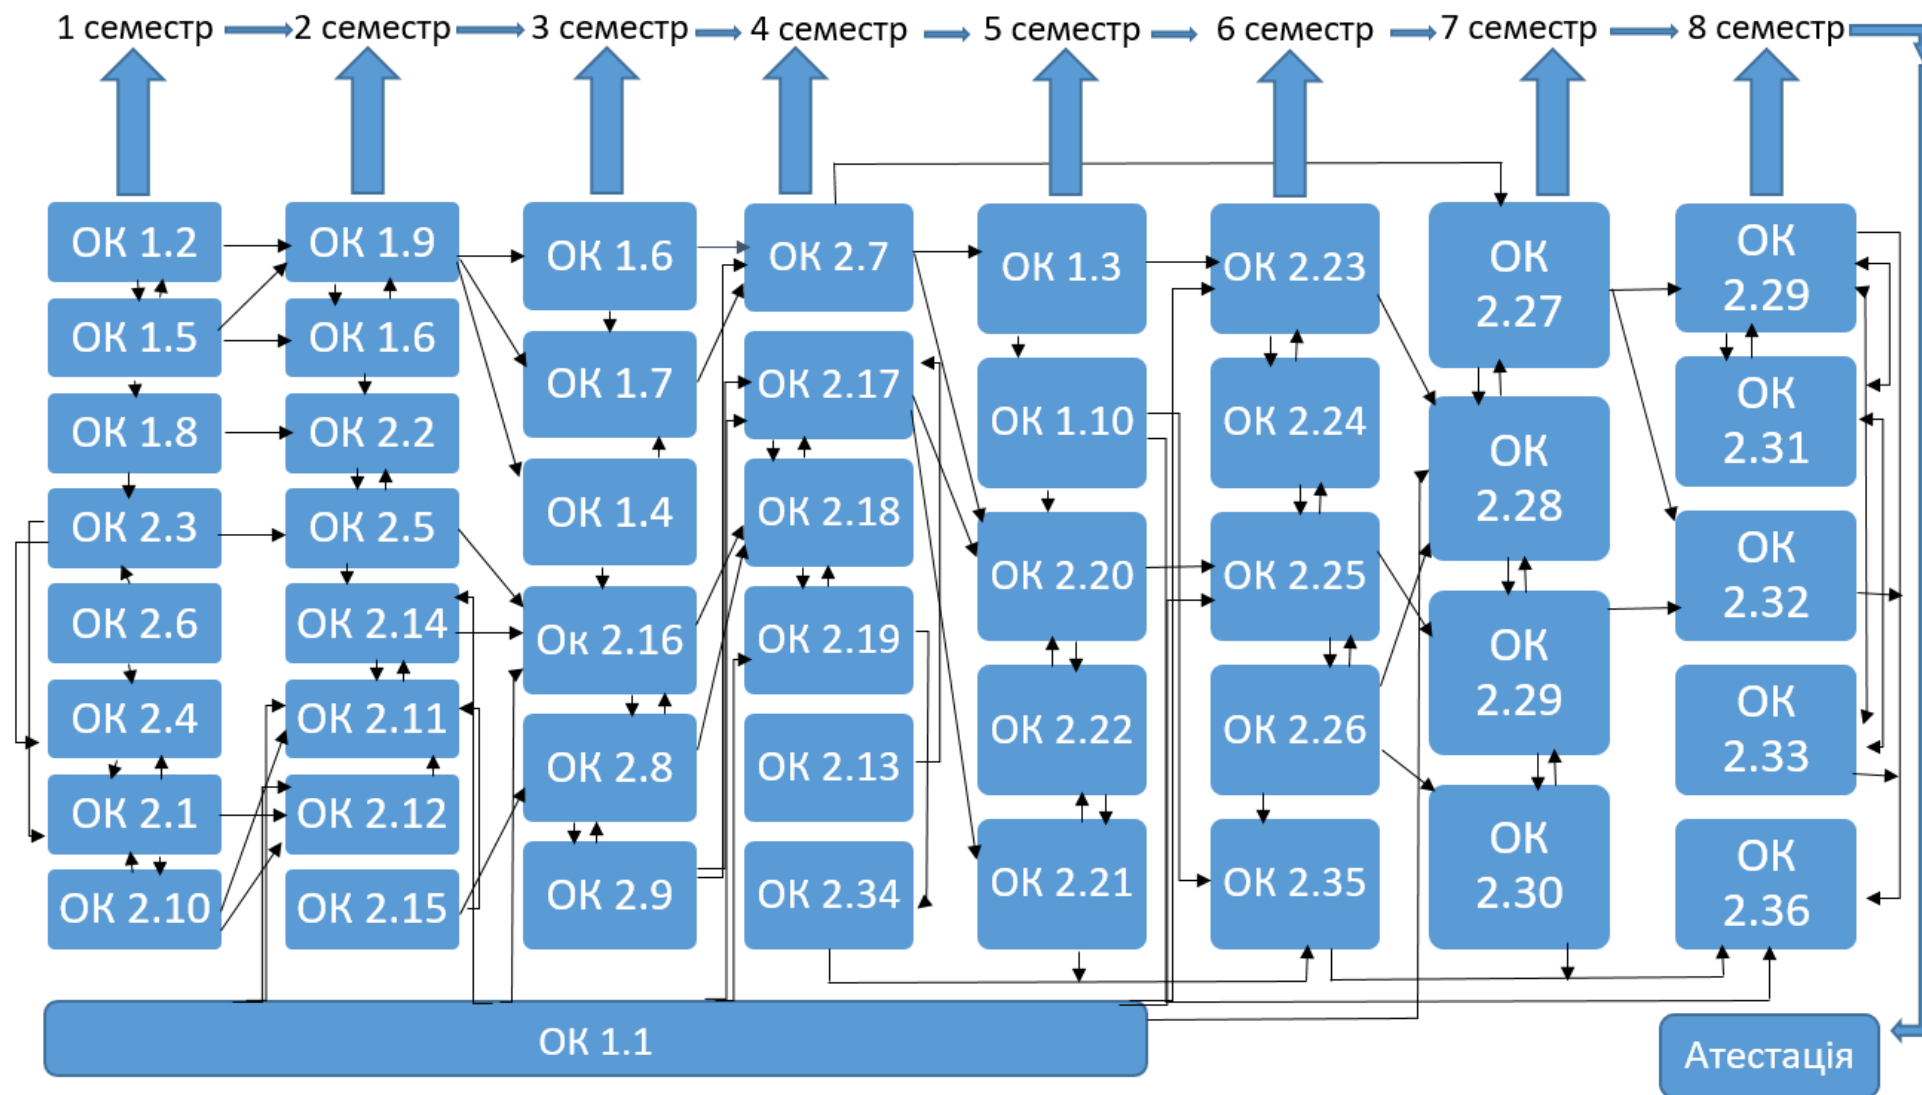 1 семестр
2 семестр
3 семестр
4 семестр
5 семестр
6 семестр
7 семестр
8 семестр
ОК 1.2
ОК 1.5
ОК 1.8
ОК 2.3
ОК 2.6
ОК 2.4
ОК 2.1
ОК 2.10
ОК 1.9
ОК 1.6
ОК 2.2
ОК 2.5
ОК 2.14
ОК 2.11
ОК 2.12
ОК 2.15
ОК 1.6
ОК 1.7
ОК 1.4
Ок 2.16
ОК 2.8
ОК 2.9
ОК 2.7
ОК 2.17
ОК 2.18
ОК 2.19
ОК 2.13
ОК 2.34
ОК 1.3
ОК 1.10
ОК 2.20
ОК 2.22
ОК 2.21
ОК 2.23
ОК 2.24
ОК 2.25
ОК 2.26
ОК 2.35
ОК
2.27
ОК
2.28
ОК
2.29
ОК
2.30
ОК
2.29
ОК
2.31
ОК
2.32
ОК
2.33
ОК
2.36
ОК 1.1
Атестація